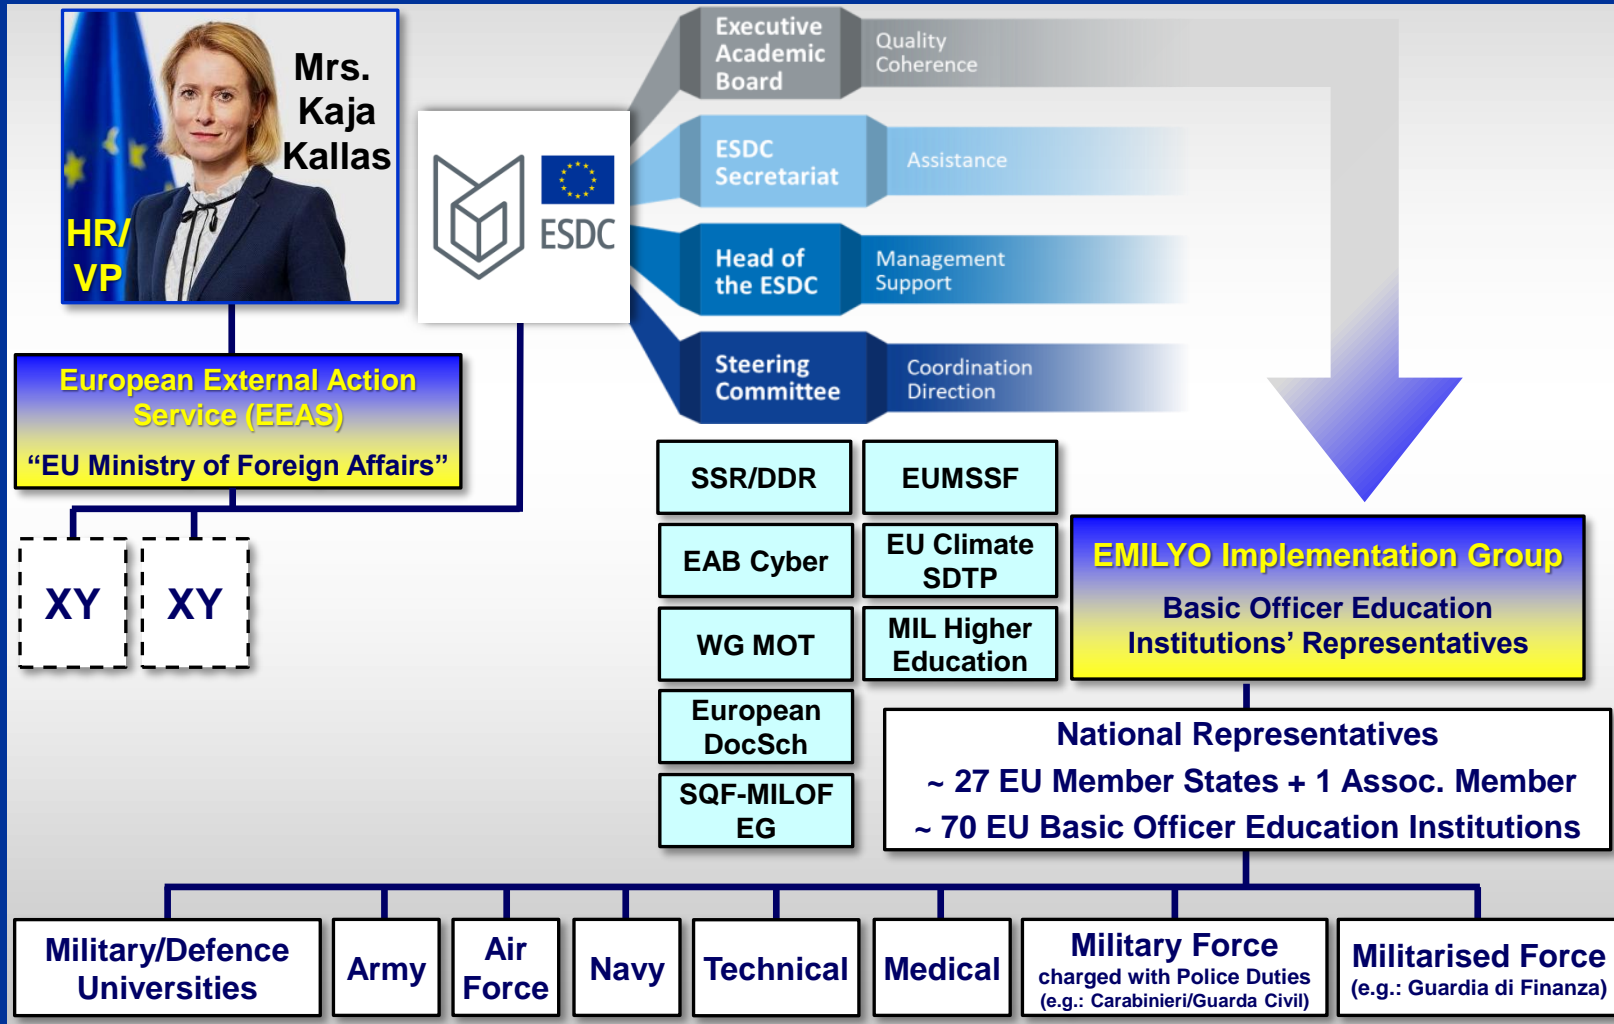 Mrs.
Kaja
Kallas
HR/
VP
ESDC
Executive
Academic
Board
Quality
Coherence
ESDC
Secretariat
Assistance
Head of
the ESDC
Management
Support
Steering
Committee
Coordination
Direction
European External Action
Service (EEAS)
“EU Ministry of Foreign Affairs”
XY
XY
SSR/DDR
EUMSSF
EAB Cyber
EU Climate
SDTP
WG MOT
MIL Higher
Education
European
DocSch
SQF-MILOF
EG
EMILYO Implementation Group
Basic Officer Education
Institutions’ Representatives
National Representatives
~ 27 EU Member States + 1 Assoc. Member
~ 70 EU Basic Officer Education Institutions
Military/Defence
Universities
Army
Air
Force
Navy
Technical
Medical
Military Force
charged with Police Duties
(e.g.: Carabinieri/Guarda Civil)
Militarised Force
(e.g.: Guardia di Finanza)